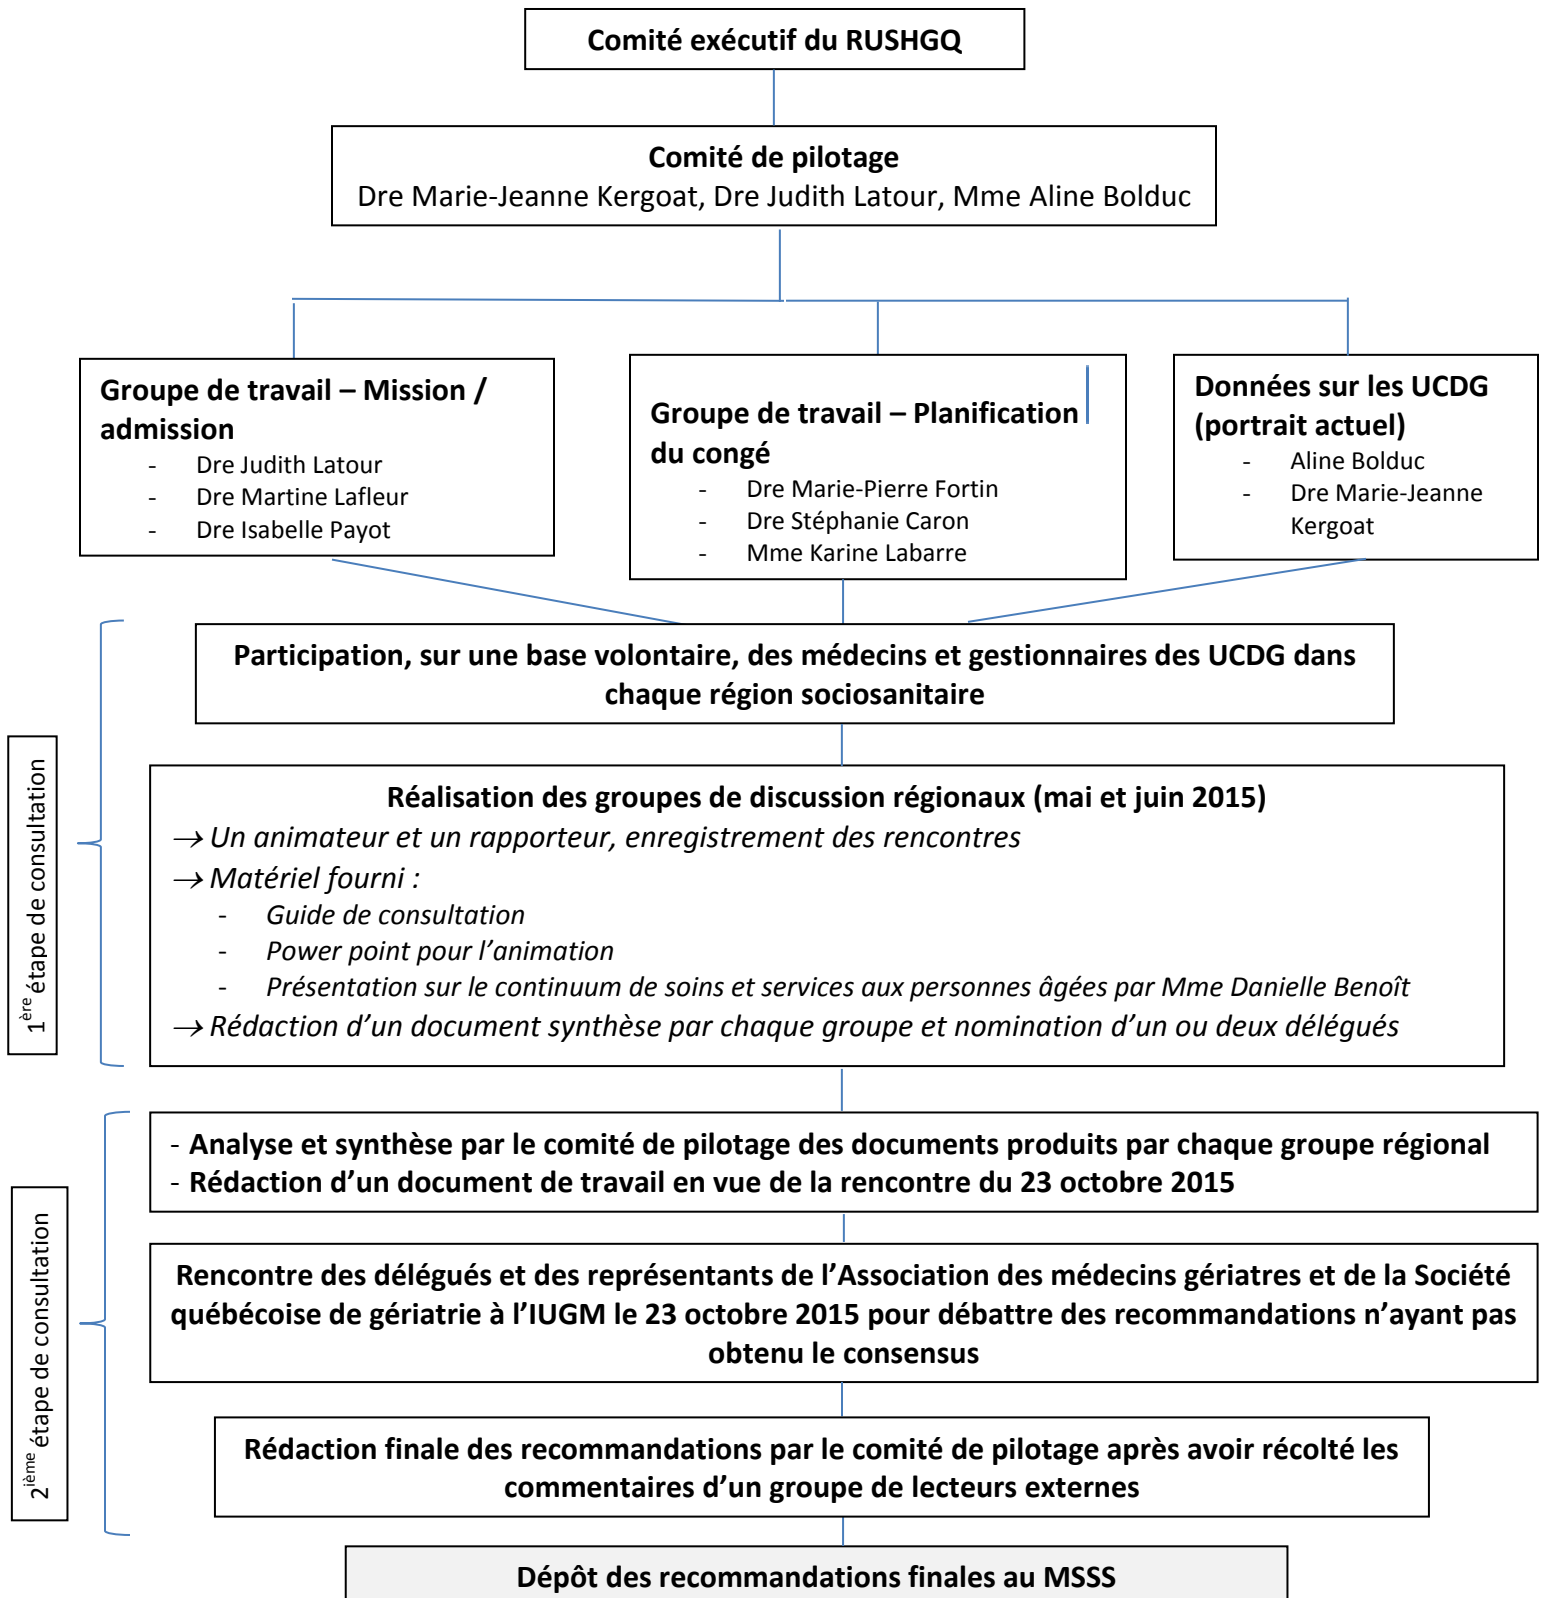 Comité exécutif du RUSHGQ
Comité de pilotage
Dre Marie-Jeanne Kergoat, Dre Judith Latour, Mme Aline Bolduc
Groupe de travail – Mission /
admission
- Dre Judith Latour
- Dre Martine Lafleur
- Dre Isabelle Payot
Groupe de travail – Planification
du congé
- Dre Marie-Pierre Fortin
- Dre Stéphanie Caron
- Mme Karine Labarre
Données sur les UCDG
(portrait actuel)
- Aline Bolduc
- Dre Marie-Jeanne
Kergoat
1ère étape de consultation
Participation, sur une base volontaire, des médecins et gestionnaires des UCDG dans
chaque région sociosanitaire
Réalisation des groupes de discussion régionaux (mai et juin 2015)
→ Un animateur et un rapporteur, enregistrement des rencontres
→ Matériel fourni :
- Guide de consultation
- Power point pour l’animation
- Présentation sur le continuum de soins et services aux personnes âgées par Mme Danielle Benoît
→ Rédaction d’un document synthèse par chaque groupe et nomination d’un ou deux délégués
2ième étape de consultation
- Analyse et synthèse par le comité de pilotage des documents produits par chaque groupe régional
- Rédaction d’un document de travail en vue de la rencontre du 23 octobre 2015
Rencontre des délégués et des représentants de l’Association des médecins gériatres et de la Société
québécoise de gériatrie à l’IUGM le 23 octobre 2015 pour débattre des recommandations n’ayant pas
obtenu le consensus
Rédaction finale des recommandations par le comité de pilotage après avoir récolté les
commentaires d’un groupe de lecteurs externes
Dépôt des recommandations finales au MSSS